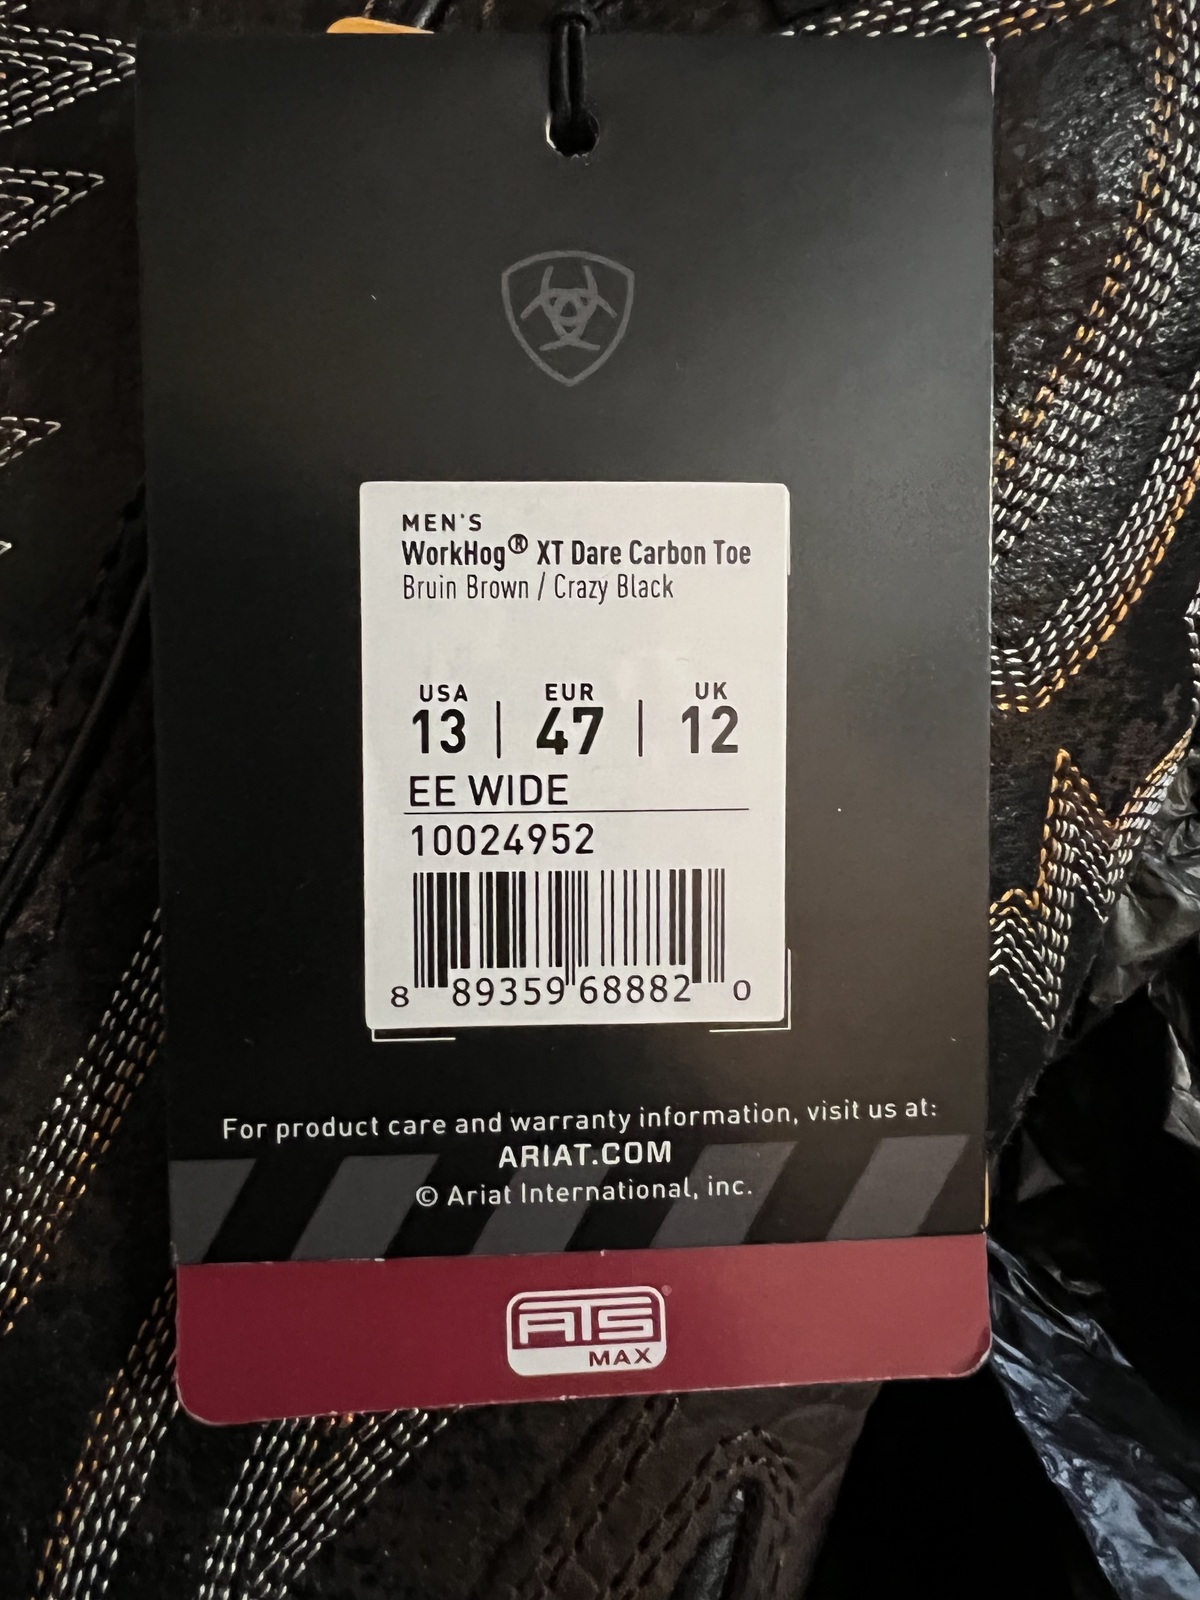 MEN'S
WorkHog® XT Dare Carbon Toe
Bruin Brown / Crazy Black
USA | EUR | UK
13 | 47 | 12
EE WIDE
10024952
8 89359 68882 0
For product care and warranty information, visit us at:
ARIAT.COM
© Ariat International, inc.
ATS®
MAX